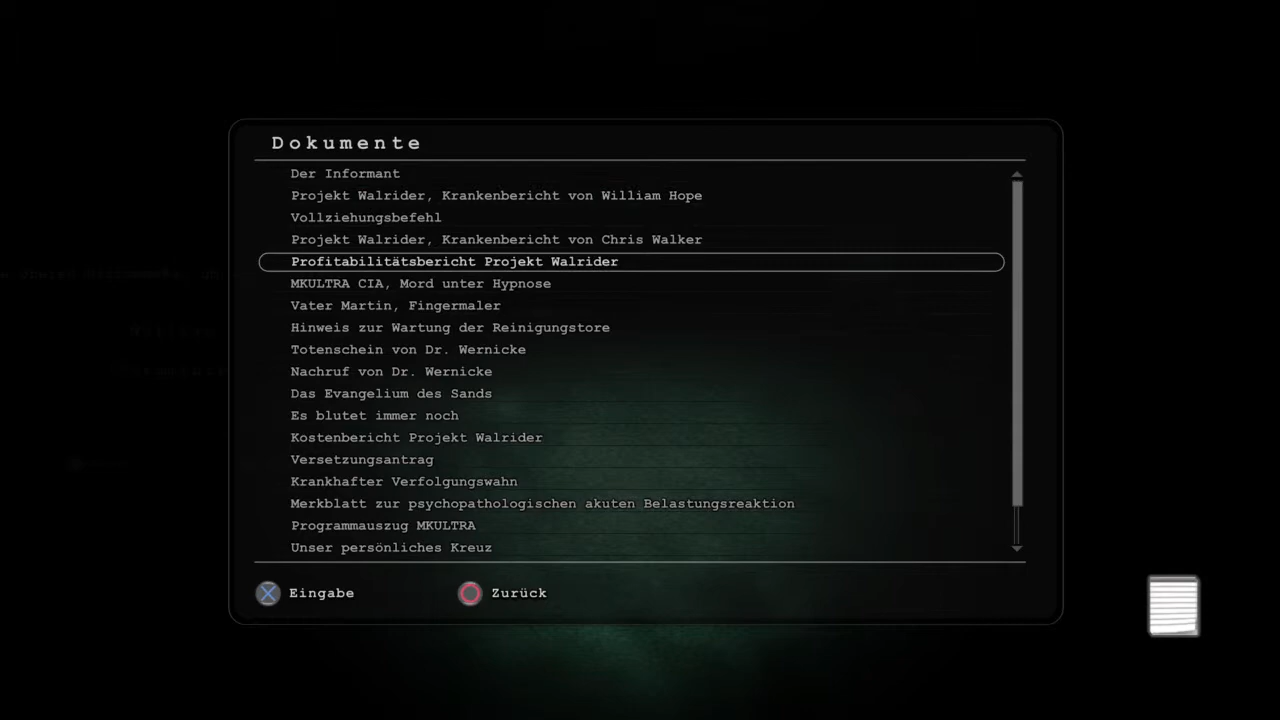 Dokumente
Der Informant
Projekt Walrider, Krankenbericht von William Hope
Vollziehungsbefehl
Projekt Walrider, Krankenbericht von Chris Walker
Profitabilitätsbericht Projekt Walrider
MKULTRA CIA, Mord unter Hypnose
Vater Martin, Fingermaler
Hinweis zur Wartung der Reinigungstore
Totenschein von Dr. Wernicke
Nachruf von Dr. Wernicke
Das Evangelium des Sands
Es blutet immer noch
Kostenbericht Projekt Walrider
Versetzungsantrag
Krankhafter Verfolgungswahn
Merkblatt zur psychopathologischen akuten Belastungsreaktion
Programmauszug MKULTRA
Unser persönliches Kreuz
Eingabe Zurück